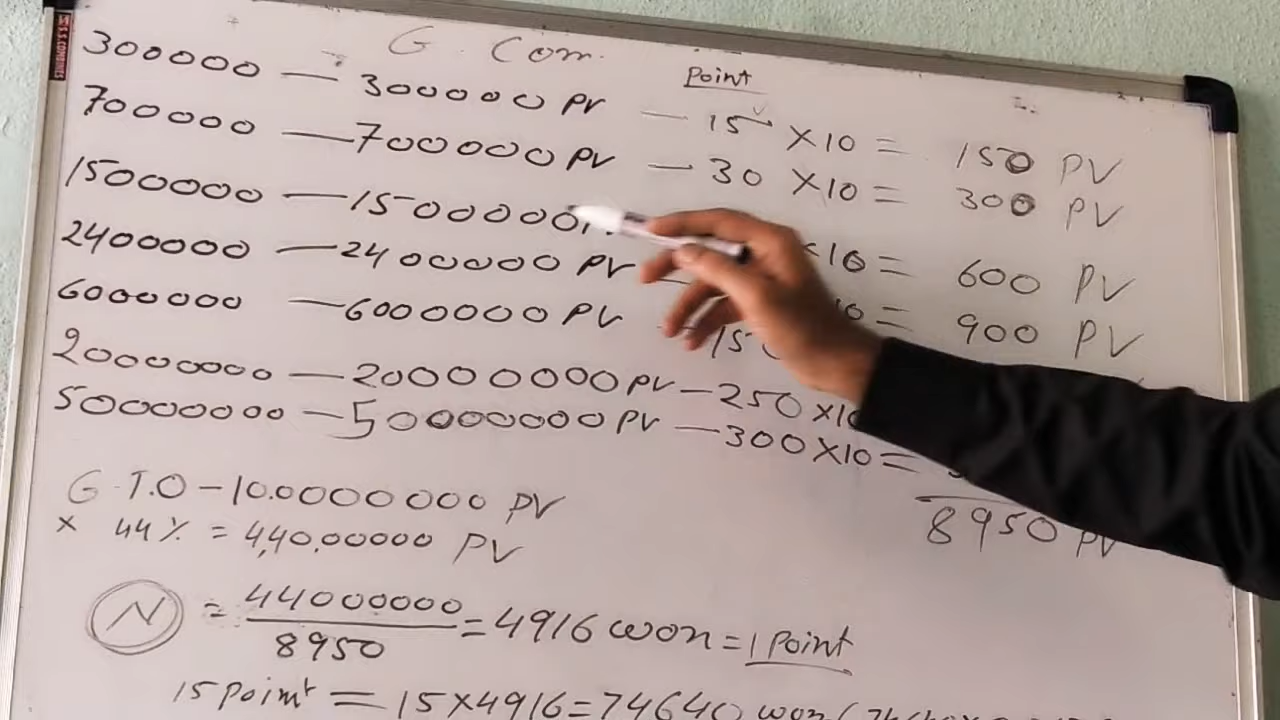 S.S.COMBINES
G. Com.
Point
300000 — 300000 PV — 15 ×10 = 150 PV
700000 — 700000 PV — 30 ×10 = 300 PV
1500000 — 1500000 ×10 = 600 PV
2400000 — 2400000 PV — 10 = 900 PV
6000000 — 6000000 PV — 150
20000000 — 20000000 PV — 250 ×10
50000000 — 50000000 PV — 300 ×10 =
8950 PV
G T.O — 10.0000000 PV
× 44% = 4,40,00000 PV
N = 44000000 / 8950 = 4916 won = 1 Point
15 point = 15×4916 = 74640 won